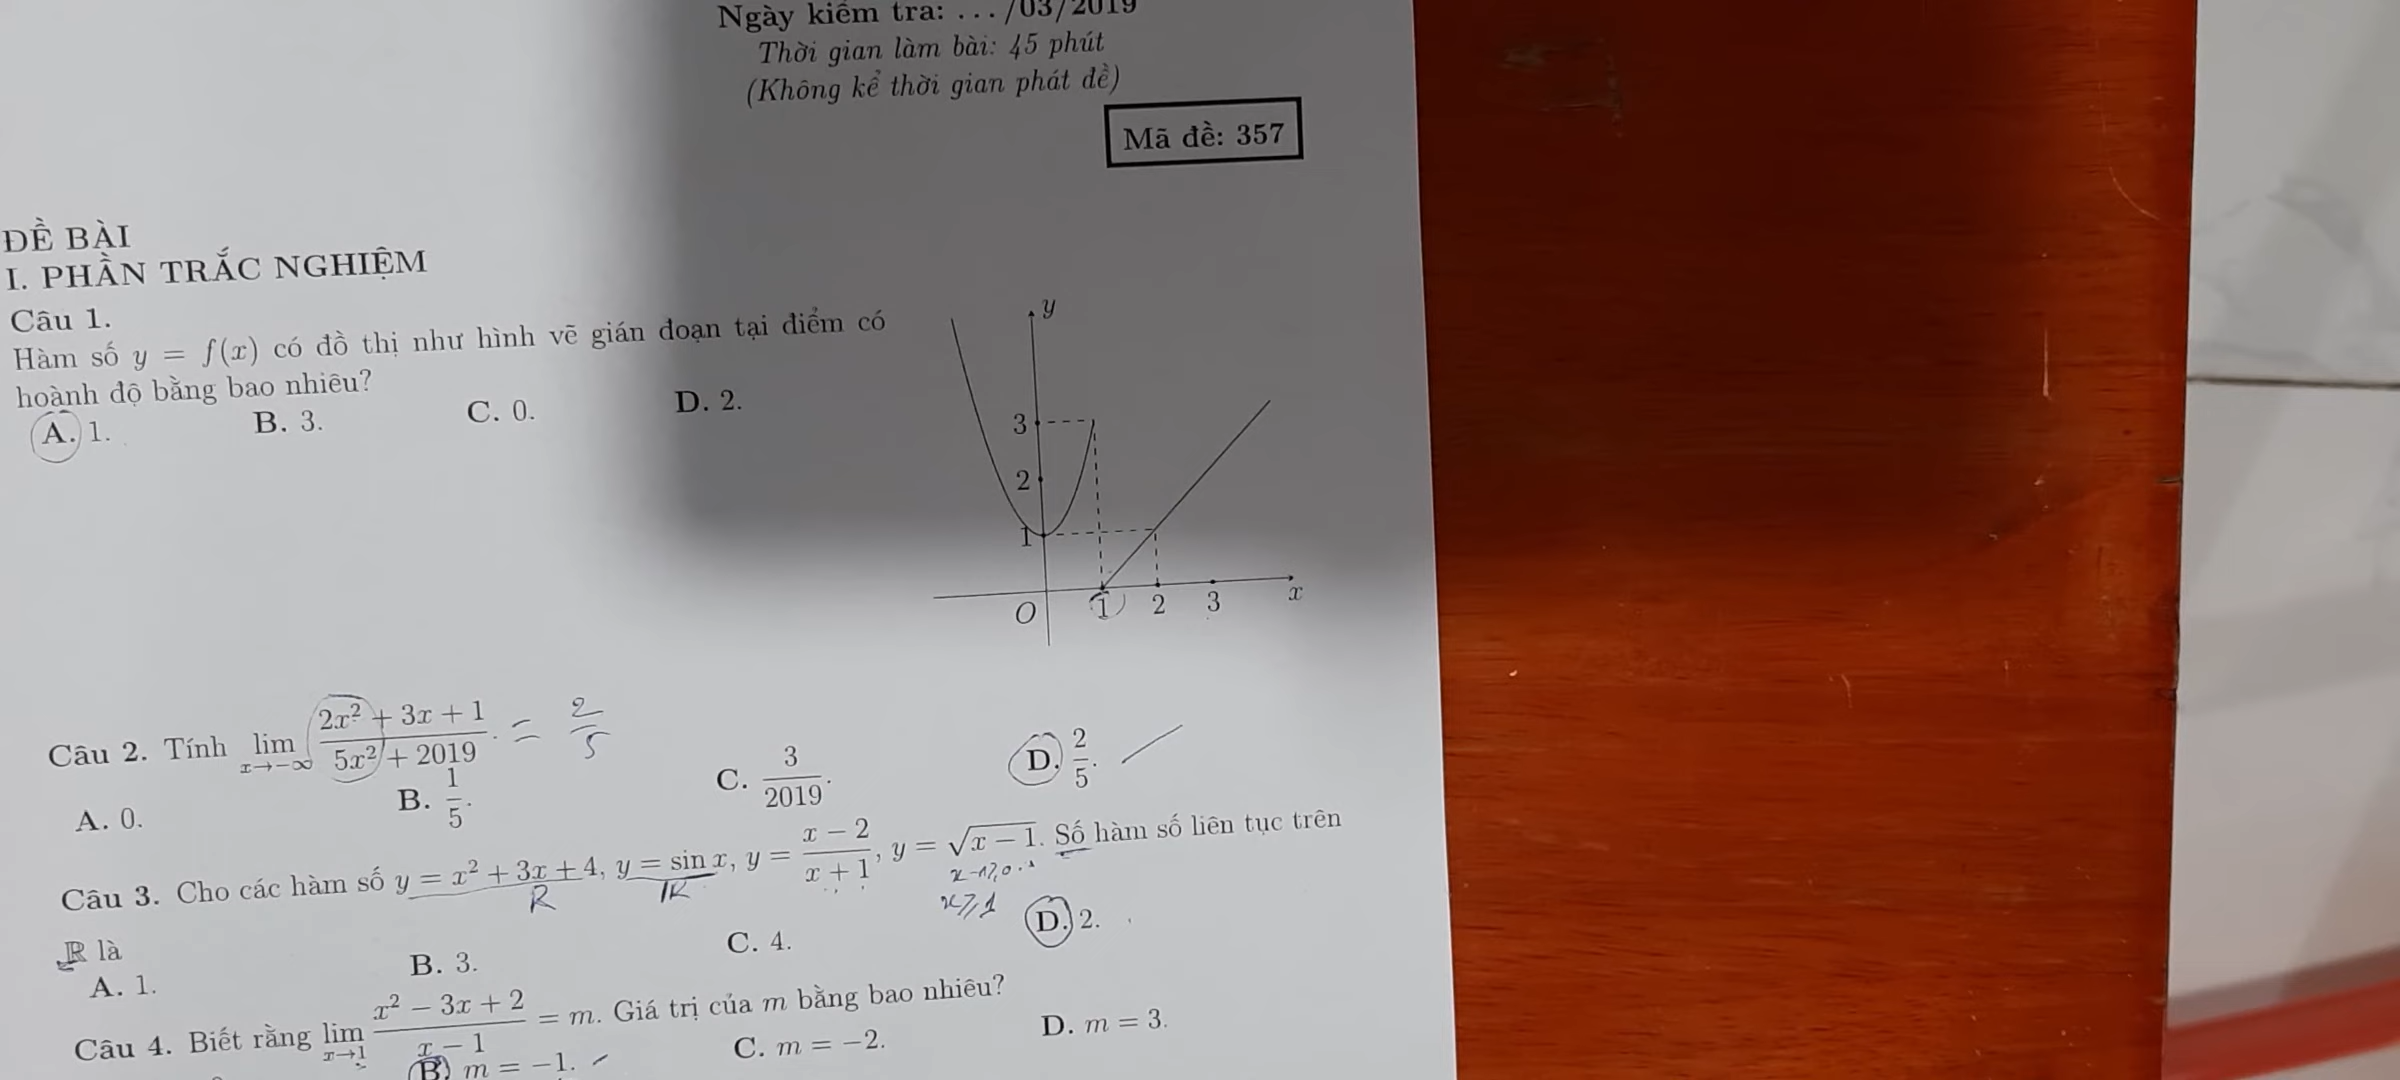 Ngày kiểm tra: . . . /03/2019
Thời gian làm bài: 45 phút
(Không kể thời gian phát đề)
Mã đề: 357
ĐỀ BÀI
I. PHẦN TRẮC NGHIỆM
Câu 1.
Hàm số y = f(x) có đồ thị như hình vẽ gián đoạn tại điểm có
hoành độ bằng bao nhiêu?
A. 1. B. 3. C. 0. D. 2.
y
3
2
1
O 1 2 3 x
Câu 2. Tính lim_{x→−∞} (2x² + 3x + 1)/(5x² + 2019). = 2/5
A. 0. B. 1/5. C. 3/2019. D. 2/5.
Câu 3. Cho các hàm số y = x² + 3x + 4, y = sin x, y = (x − 2)/(x + 1), y = √(x − 1). Số hàm số liên tục trên
R R x-1≥0
x≥1
ℝ là
A. 1. B. 3. C. 4. D. 2.
Câu 4. Biết rằng lim_{x→1} (x² − 3x + 2)/(x − 1) = m. Giá trị của m bằng bao nhiêu?
B. m = −1. C. m = −2. D. m = 3.